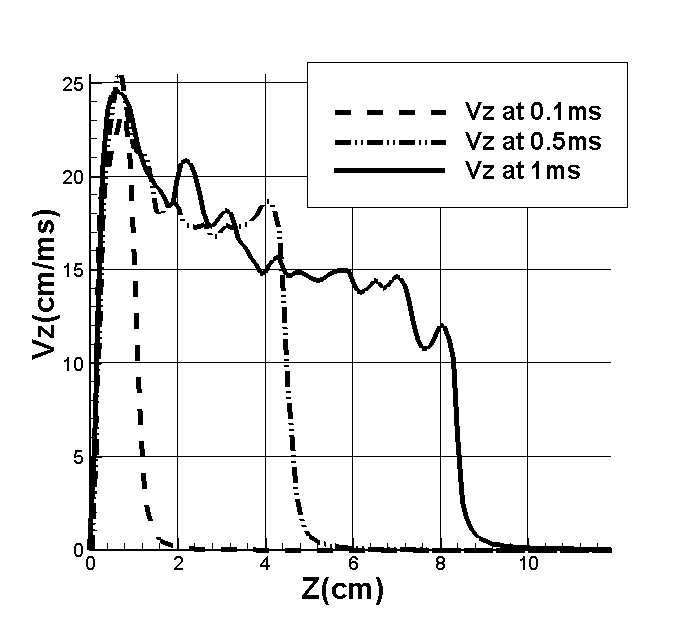 Vz at 0.1ms
Vz at 0.5ms
Vz at 1ms
Vz(cm/ms)
25
20
15
10
5
0
0 2 4 6 8 10
Z(cm)